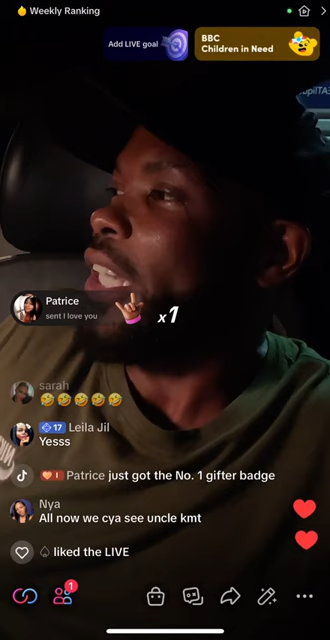 Weekly Ranking
Add LIVE goal
BBC
Children in Need
Patrice
sent I love you
x1
sarah
17 Leila Jil
Yesss
Patrice just got the No. 1 gifter badge
Nya
All now we cya see uncle kmt
liked the LIVE
1